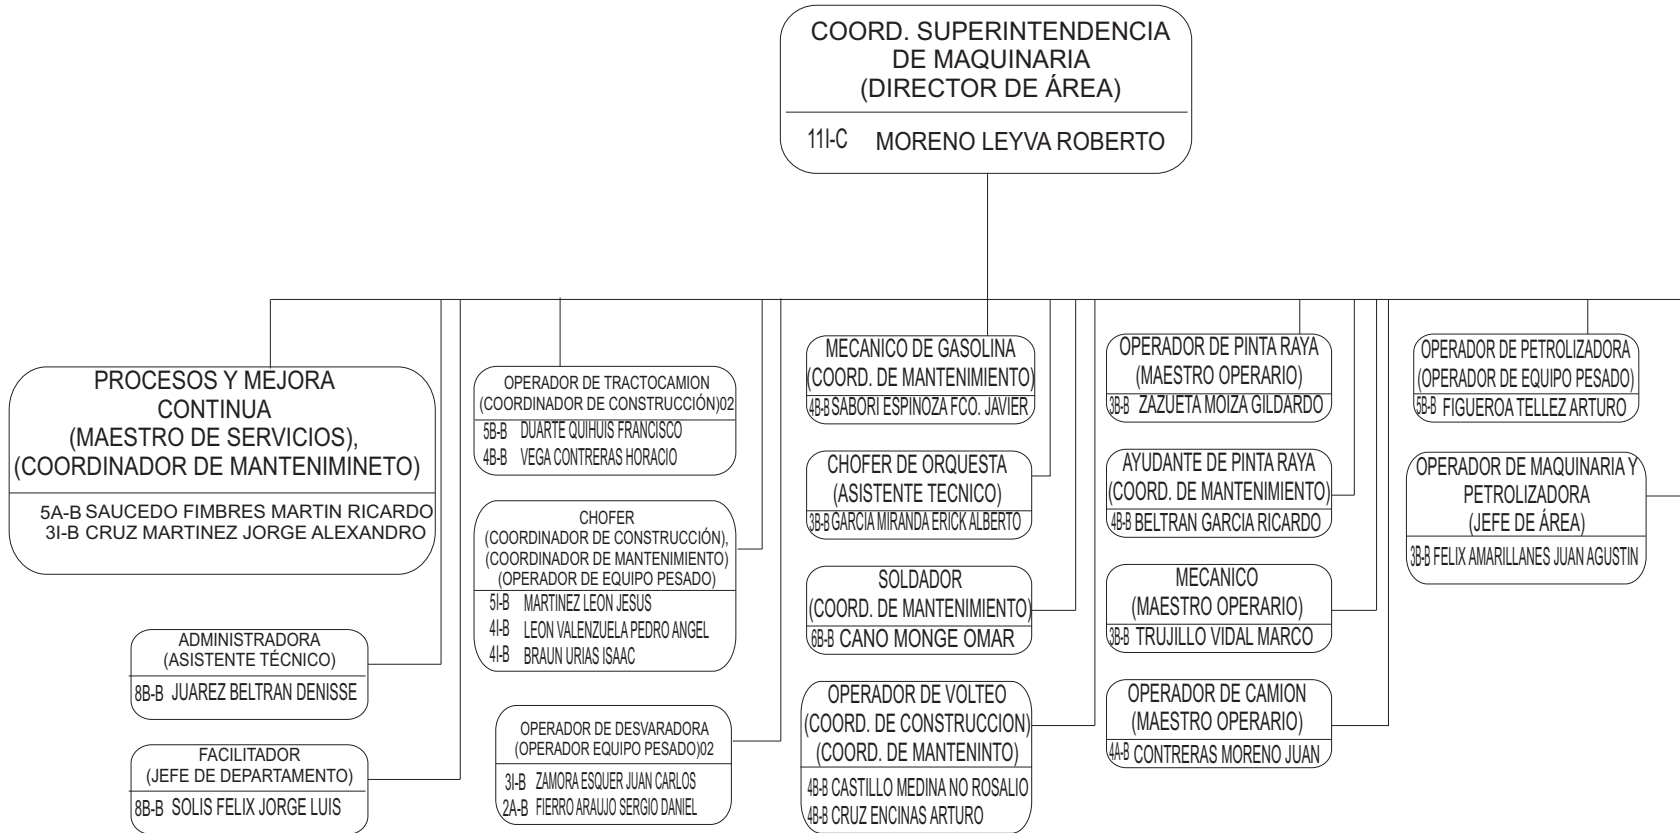 COORD. SUPERINTENDENCIA
DE MAQUINARIA
(DIRECTOR DE ÁREA)
11I-C MORENO LEYVA ROBERTO
PROCESOS Y MEJORA
CONTINUA
(MAESTRO DE SERVICIOS),
(COORDINADOR DE MANTENIMINETO)
5A-B SAUCEDO FIMBRES MARTIN RICARDO
3I-B CRUZ MARTINEZ JORGE ALEXANDRO
ADMINISTRADORA
(ASISTENTE TÉCNICO)
8B-B JUAREZ BELTRAN DENISSE
FACILITADOR
(JEFE DE DEPARTAMENTO)
8B-B SOLIS FELIX JORGE LUIS
OPERADOR DE TRACTOCAMION
(COORDINADOR DE CONSTRUCCIÓN)02
5B-B DUARTE QUIHUIS FRANCISCO
4B-B VEGA CONTRERAS HORACIO
CHOFER
(COORDINADOR DE CONSTRUCCIÓN),
(COORDINADOR DE MANTENIMIENTO)
(OPERADOR DE EQUIPO PESADO)
5I-B MARTINEZ LEON JESUS
4I-B LEON VALENZUELA PEDRO ANGEL
4I-B BRAUN URIAS ISAAC
OPERADOR DE DESVARADORA
(OPERADOR EQUIPO PESADO)02
3I-B ZAMORA ESQUER JUAN CARLOS
2A-B FIERRO ARAUJO SERGIO DANIEL
MECANICO DE GASOLINA
(COORD. DE MANTENIMIENTO)
4B-B SABORI ESPINOZA FCO. JAVIER
CHOFER DE ORQUESTA
(ASISTENTE TECNICO)
3B-B GARCIA MIRANDA ERICK ALBERTO
SOLDADOR
(COORD. DE MANTENIMIENTO)
6B-B CANO MONGE OMAR
OPERADOR DE VOLTEO
(COORD. DE CONSTRUCCION)
(COORD. DE MANTENINTO)
4B-B CASTILLO MEDINA NO ROSALIO
4B-B CRUZ ENCINAS ARTURO
OPERADOR DE PINTA RAYA
(MAESTRO OPERARIO)
3B-B ZAZUETA MOIZA GILDARDO
AYUDANTE DE PINTA RAYA
(COORD. DE MANTENIMIENTO)
4B-B BELTRAN GARCIA RICARDO
MECANICO
(MAESTRO OPERARIO)
3B-B TRUJILLO VIDAL MARCO
OPERADOR DE CAMION
(MAESTRO OPERARIO)
4A-B CONTRERAS MORENO JUAN
OPERADOR DE PETROLIZADORA
(OPERADOR DE EQUIPO PESADO)
5B-B FIGUEROA TELLEZ ARTURO
OPERADOR DE MAQUINARIA Y
PETROLIZADORA
(JEFE DE ÁREA)
3B-B FELIX AMARILLANES JUAN AGUSTIN